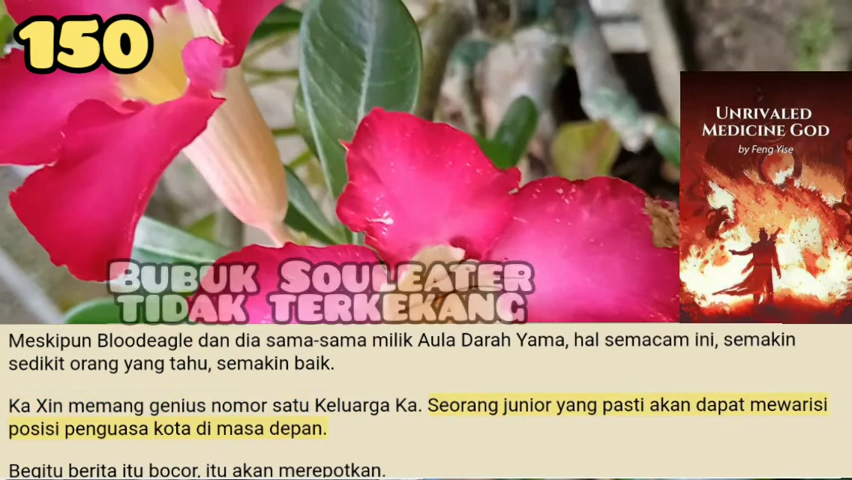 150
UNRIVALED
MEDICINE GOD
by Feng Yise
BUBUK SOUL EATER
TIDAK TERKEKANG
Meskipun Bloodeagle dan dia sama-sama milik Aula Darah Yama, hal semacam ini, semakin
sedikit orang yang tahu, semakin baik.
Ka Xin memang genius nomor satu Keluarga Ka. Seorang junior yang pasti akan dapat mewarisi
posisi penguasa kota di masa depan.
Begitu berita itu bocor, itu akan merepotkan.